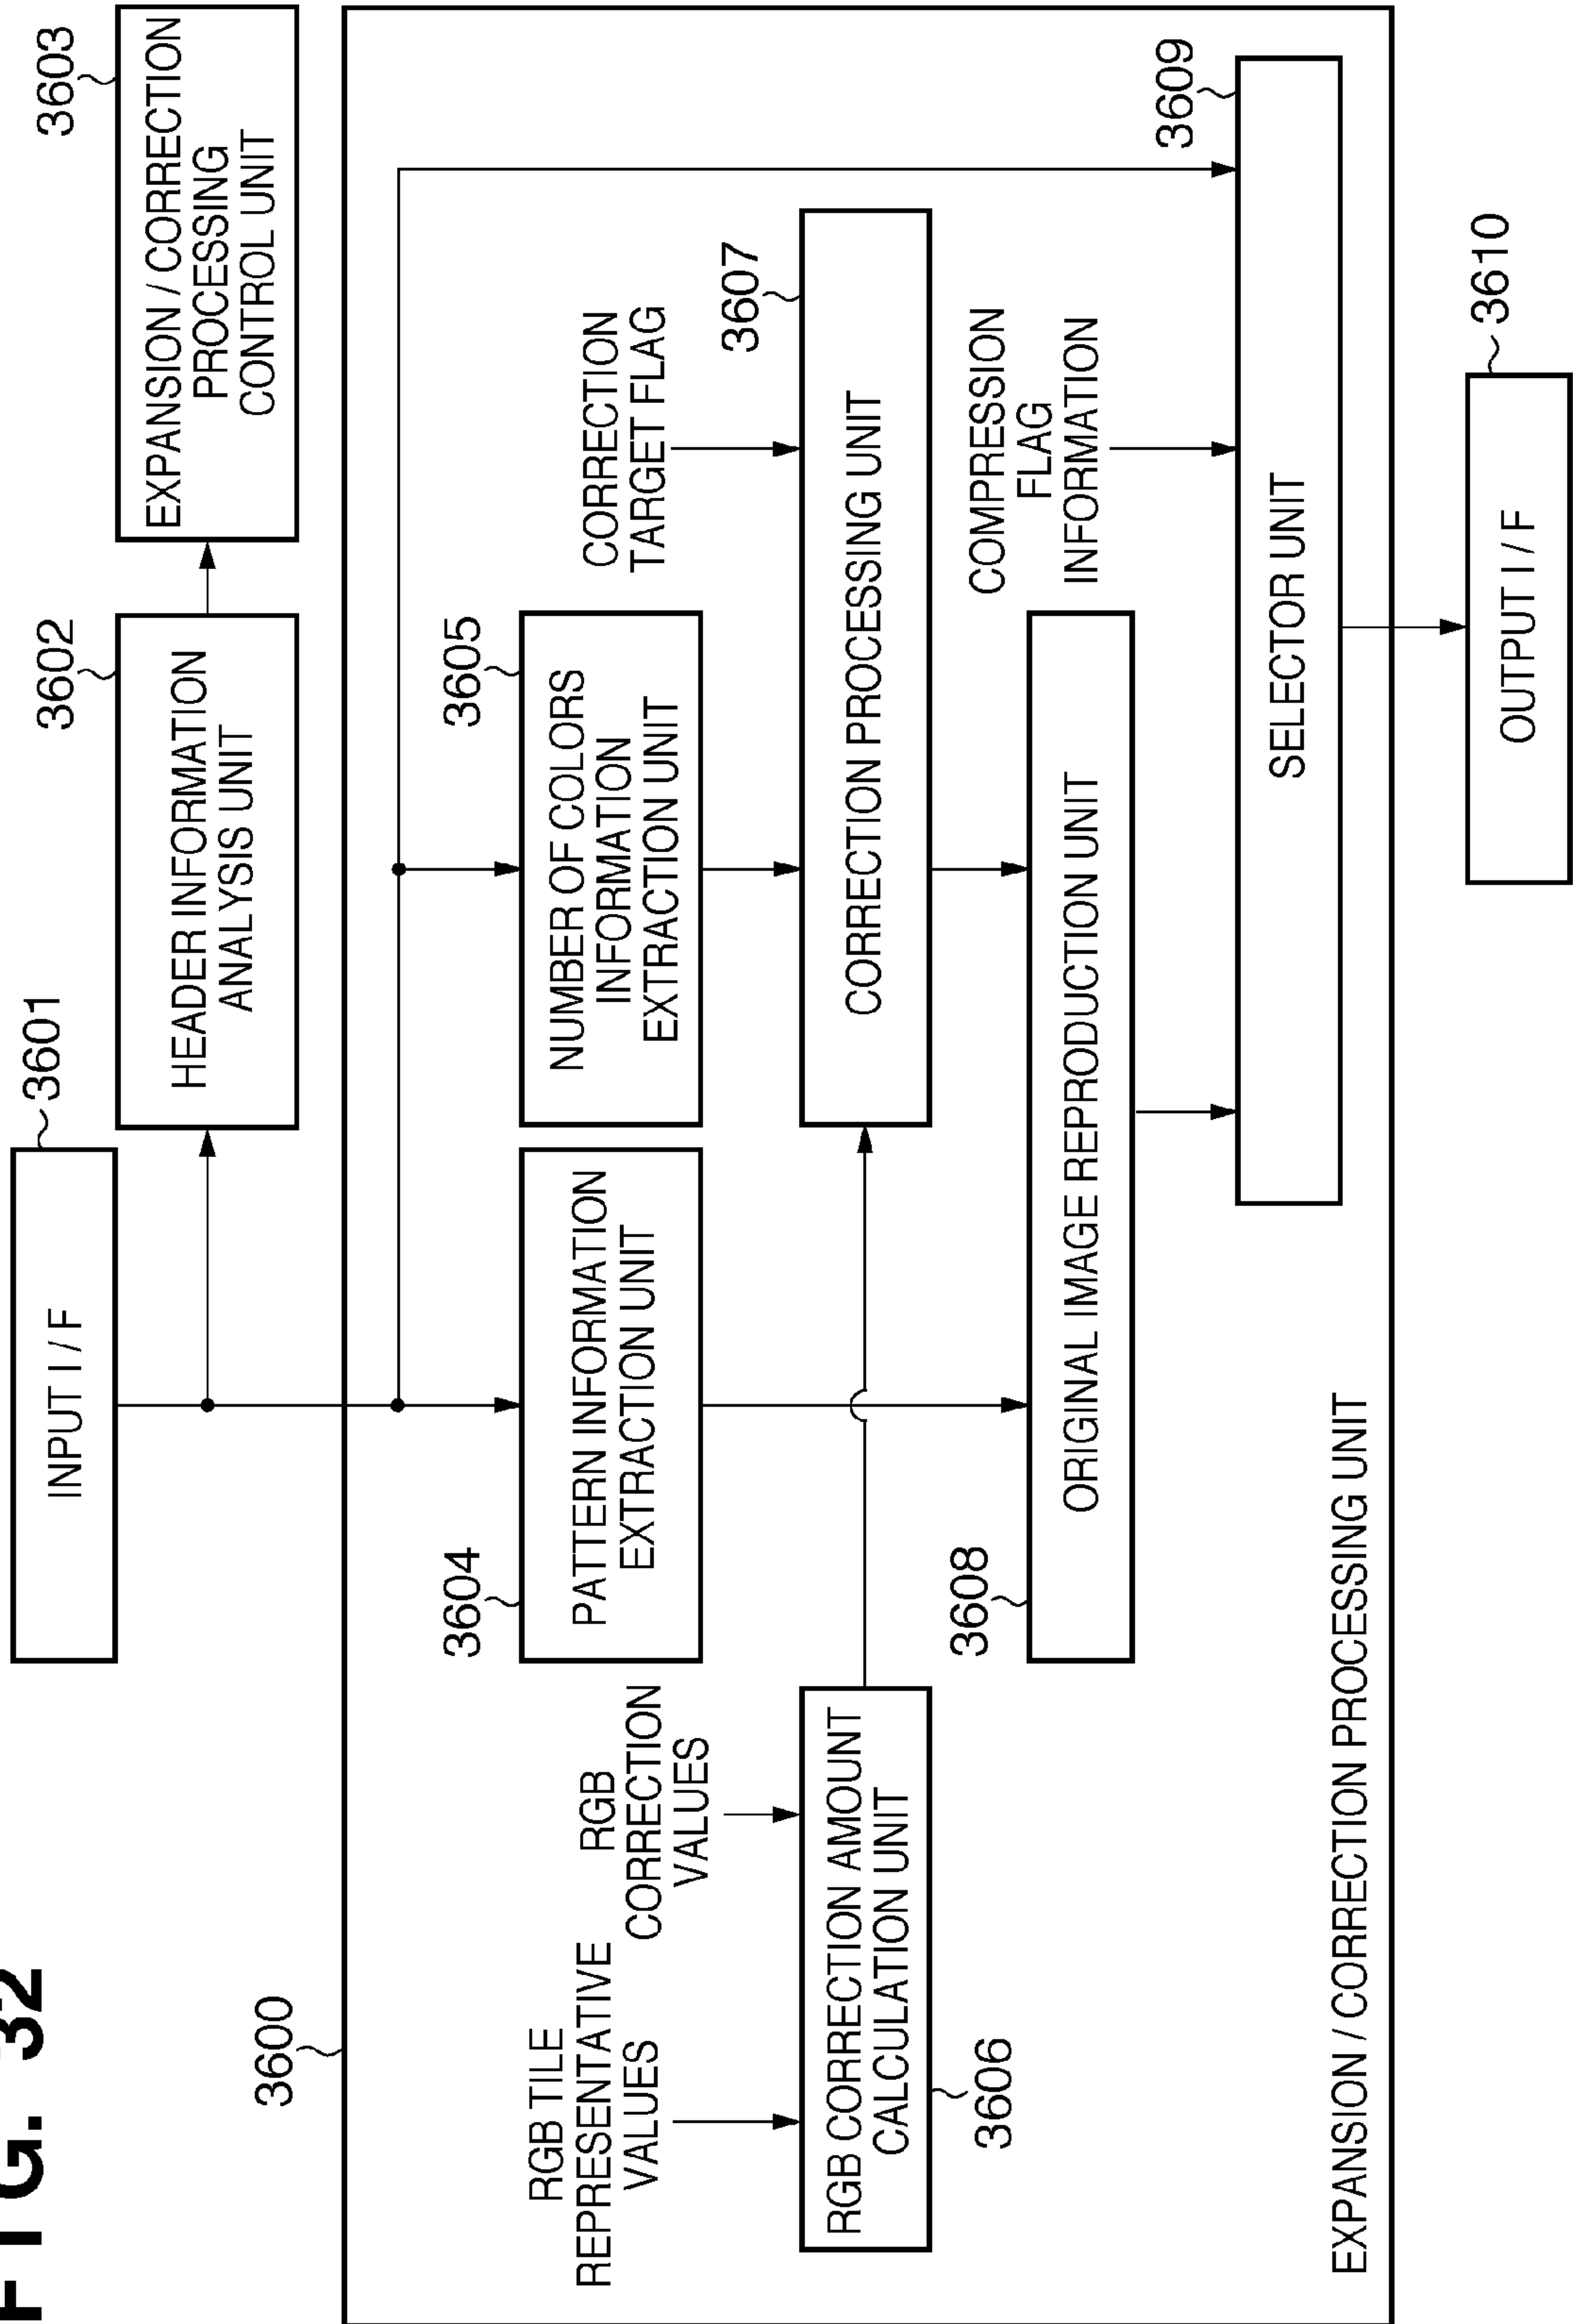 FIG. 32
3601
INPUT I / F
3602
HEADER INFORMATION
ANALYSIS UNIT
3603
EXPANSION / CORRECTION
PROCESSING
CONTROL UNIT
3600
3604
PATTERN INFORMATION
EXTRACTION UNIT
3605
NUMBER OF COLORS
INFORMATION
EXTRACTION UNIT
RGB TILE
REPRESENTATIVE
VALUES
RGB
CORRECTION
VALUES
CORRECTION
TARGET FLAG
3607
RGB CORRECTION AMOUNT
CALCULATION UNIT
3606
CORRECTION PROCESSING UNIT
3608
ORIGINAL IMAGE REPRODUCTION UNIT
COMPRESSION
FLAG
INFORMATION
3609
SELECTOR UNIT
EXPANSION / CORRECTION PROCESSING UNIT
OUTPUT I / F
3610